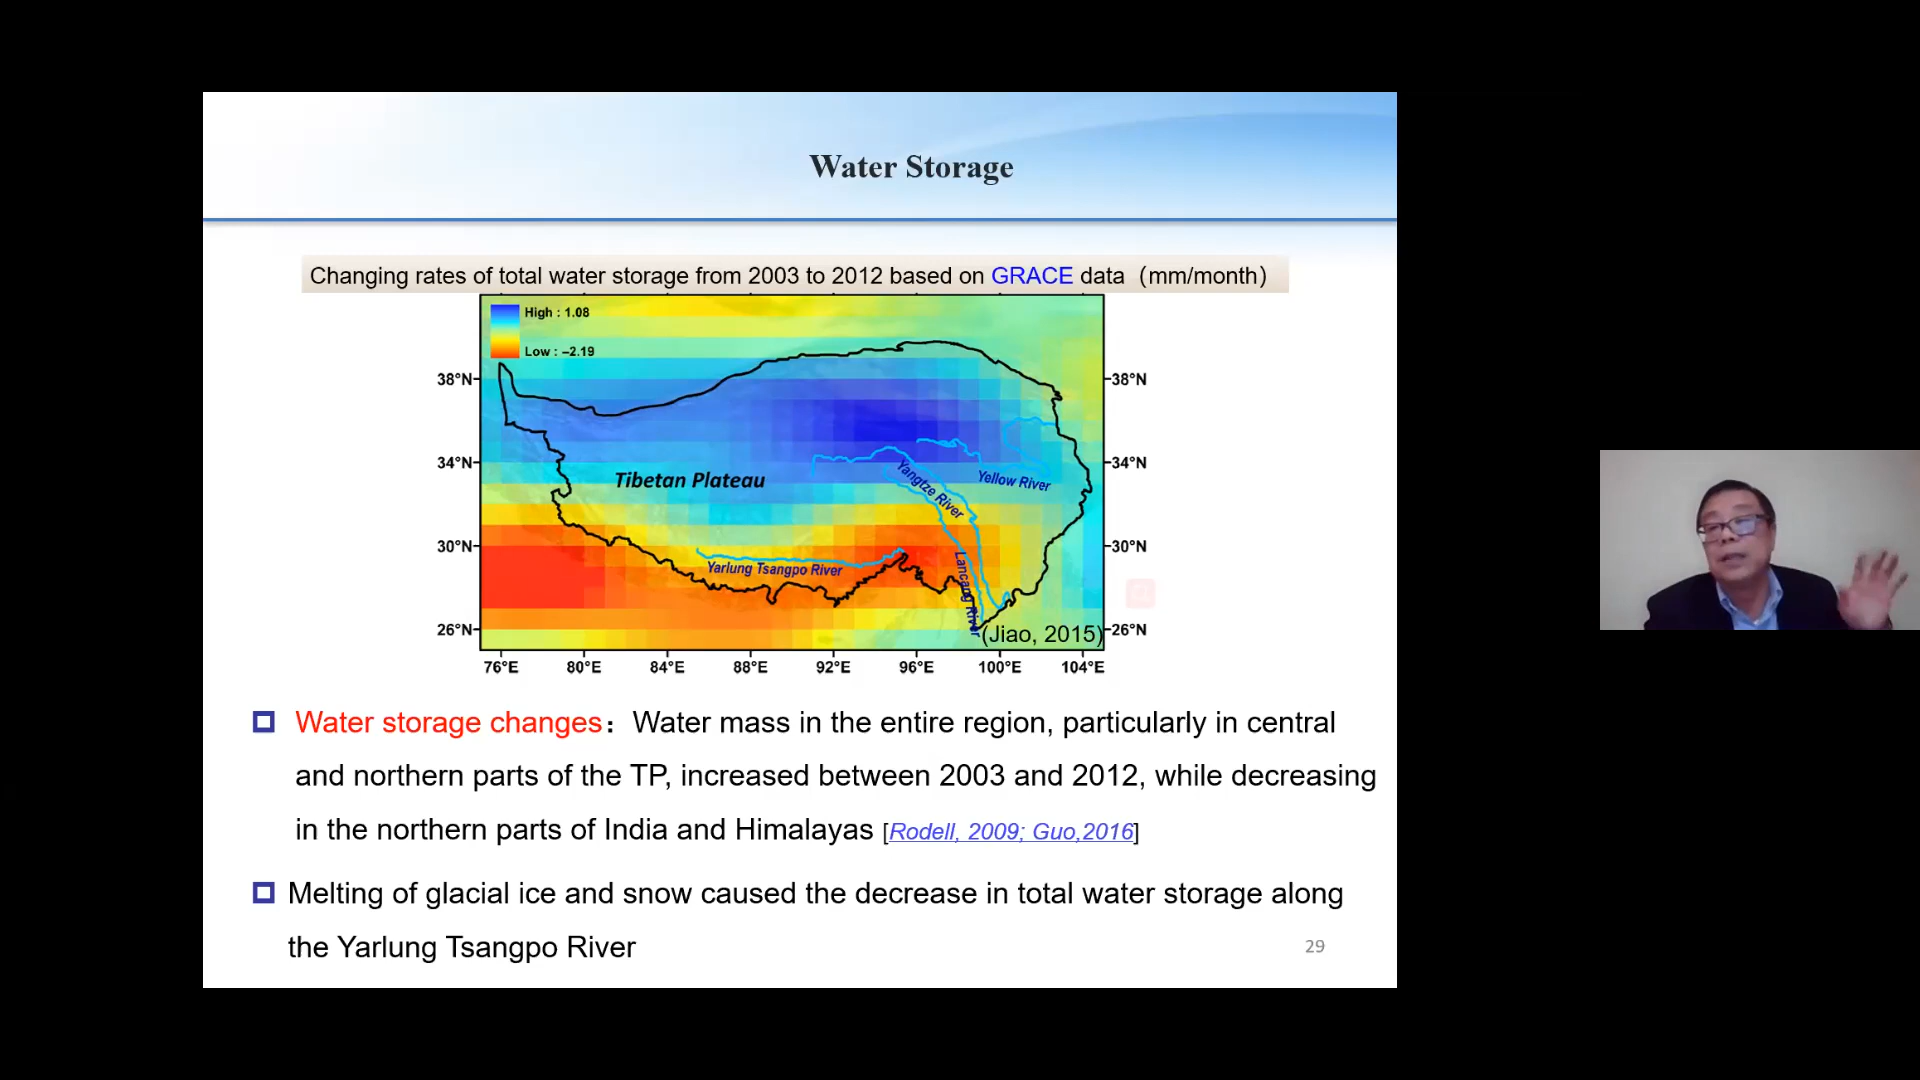 Water Storage
Changing rates of total water storage from 2003 to 2012 based on GRACE data（mm/month）
High : 1.08
Low : –2.19
38°N
38°N
34°N
34°N
30°N
30°N
26°N
26°N
Tibetan Plateau
Yangtze River
Yellow River
Yarlung Tsangpo River
Lancang River
(Jiao, 2015)
76°E 80°E 84°E 88°E 92°E 96°E 100°E 104°E
Water storage changes：Water mass in the entire region, particularly in central
and northern parts of the TP, increased between 2003 and 2012, while decreasing
in the northern parts of India and Himalayas [Rodell, 2009; Guo,2016]
Melting of glacial ice and snow caused the decrease in total water storage along
the Yarlung Tsangpo River
29